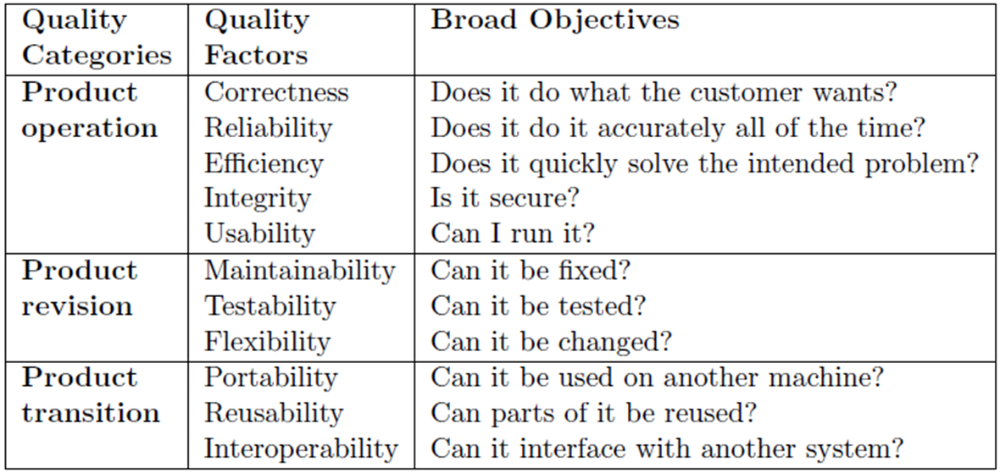 Quality Categories | Quality Factors | Broad Objectives
Product operation | Correctness | Does it do what the customer wants?
Reliability | Does it do it accurately all of the time?
Efficiency | Does it quickly solve the intended problem?
Integrity | Is it secure?
Usability | Can I run it?
Product revision | Maintainability | Can it be fixed?
Testability | Can it be tested?
Flexibility | Can it be changed?
Product transition | Portability | Can it be used on another machine?
Reusability | Can parts of it be reused?
Interoperability | Can it interface with another system?